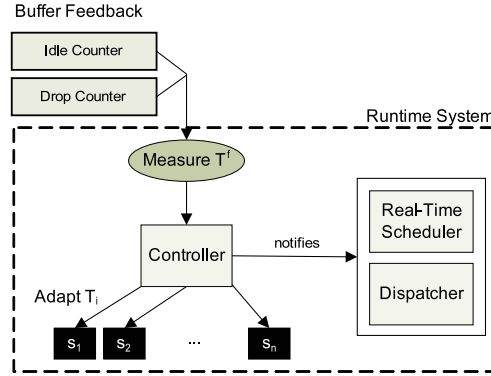 Buffer Feedback
Idle Counter
Drop Counter
Runtime System
Measure T^f
Controller
notifies
Real-Time
Scheduler
Dispatcher
Adapt T_i
s_1
s_2
...
s_n